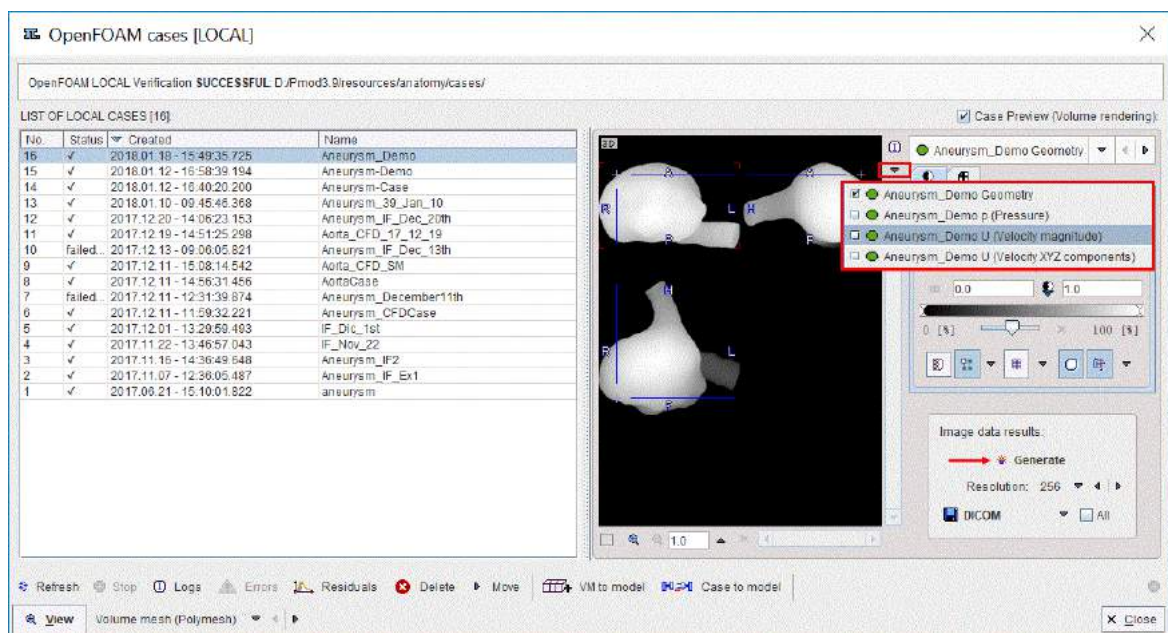 OpenFOAM cases [LOCAL]
OpenFOAM LOCAL Verification SUCCESSFUL: D:/Pmod3.9/resources/anatomy/cases/
LIST OF LOCAL CASES [16]:
Case Preview (Volume rendering):
No. Status Created Name
16 ✓ 2018.01.18 - 15:49:35.725 Aneurysm_Demo
15 ✓ 2018.01.12 - 16:58:39.194 Aneurysm-Demo
14 ✓ 2018.01.12 - 16:40:20.200 Aneurysm-Case
13 ✓ 2018.01.10 - 09:45:46.368 Aneurysm_39_Jan_10
12 ✓ 2017.12.20 - 14:06:23.153 Aneurysm_IF_Dec_20th
11 ✓ 2017.12.19 - 14:51:25.298 Aorta_CFD_17_12_19
10 failed... 2017.12.13 - 09:06:05.821 Aneurysm_IF_Dec_13th
9 ✓ 2017.12.11 - 15:08:14.542 Aorta_CFD_SM
8 ✓ 2017.12.11 - 14:56:31.456 AortaCase
7 failed... 2017.12.11 - 12:31:39.874 Aneurysm_December11th
6 ✓ 2017.12.11 - 11:59:32.221 Aneurysm_CFDCase
5 ✓ 2017.12.01 - 13:29:59.493 IF_Dic_1st
4 ✓ 2017.11.22 - 13:46:57.043 IF_Nov_22
3 ✓ 2017.11.16 - 14:36:49.648 Aneurysm_IF2
2 ✓ 2017.11.07 - 12:36:05.487 Aneurysm_IF_Ex1
1 ✓ 2017.06.21 - 15:10:01.822 aneurysm
3D
A A
R L H F
P P
H
R L
F
1.0
Aneurysm_Demo Geometry
Aneurysm_Demo Geometry
Aneurysm_Demo p (Pressure)
Aneurysm_Demo U (Velocity magnitude)
Aneurysm_Demo U (Velocity XYZ components)
0.0 1.0
0 [%] 100 [%]
Image data results:
Generate
Resolution: 256
DICOM All
Refresh Stop Logs Errors Residuals Delete Move VM to model Case to model
View Volume mesh (Polymesh) Close